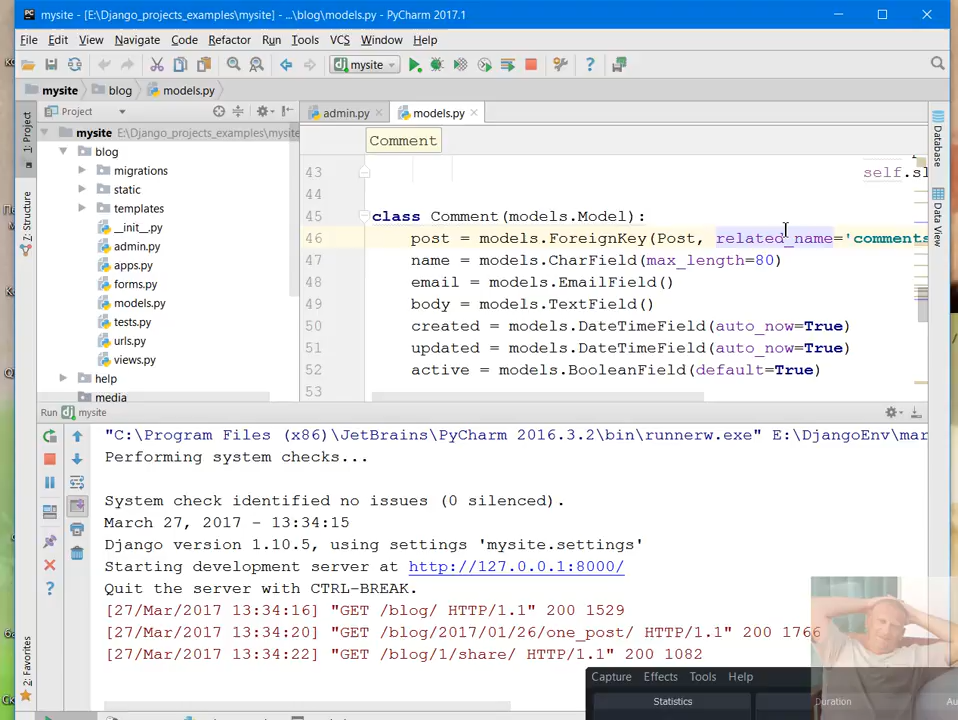 mysite - [E:\Django_projects_examples\mysite] - ...\blog\models.py - PyCharm 2017.1
File Edit View Navigate Code Refactor Run Tools VCS Window Help
mysite
mysite blog models.py
Project admin.py models.py
1: Project
Z: Structure
2: Favorites
Database
Data View
mysite E:\Django_projects_examples\mysite
blog
migrations
static
templates
__init__.py
admin.py
apps.py
forms.py
models.py
tests.py
urls.py
views.py
help
media
Comment
43 self.sl
44
45 class Comment(models.Model):
46 post = models.ForeignKey(Post, related_name='comments
47 name = models.CharField(max_length=80)
48 email = models.EmailField()
49 body = models.TextField()
50 created = models.DateTimeField(auto_now=True)
51 updated = models.DateTimeField(auto_now=True)
52 active = models.BooleanField(default=True)
53
Run mysite
"C:\Program Files (x86)\JetBrains\PyCharm 2016.3.2\bin\runnerw.exe" E:\DjangoEnv\mar
Performing system checks...
System check identified no issues (0 silenced).
March 27, 2017 - 13:34:15
Django version 1.10.5, using settings 'mysite.settings'
Starting development server at http://127.0.0.1:8000/
Quit the server with CTRL-BREAK.
[27/Mar/2017 13:34:16] "GET /blog/ HTTP/1.1" 200 1529
[27/Mar/2017 13:34:20] "GET /blog/2017/01/26/one_post/ HTTP/1.1" 200 1766
[27/Mar/2017 13:34:22] "GET /blog/1/share/ HTTP/1.1" 200 1082
Capture Effects Tools Help
Statistics Duration